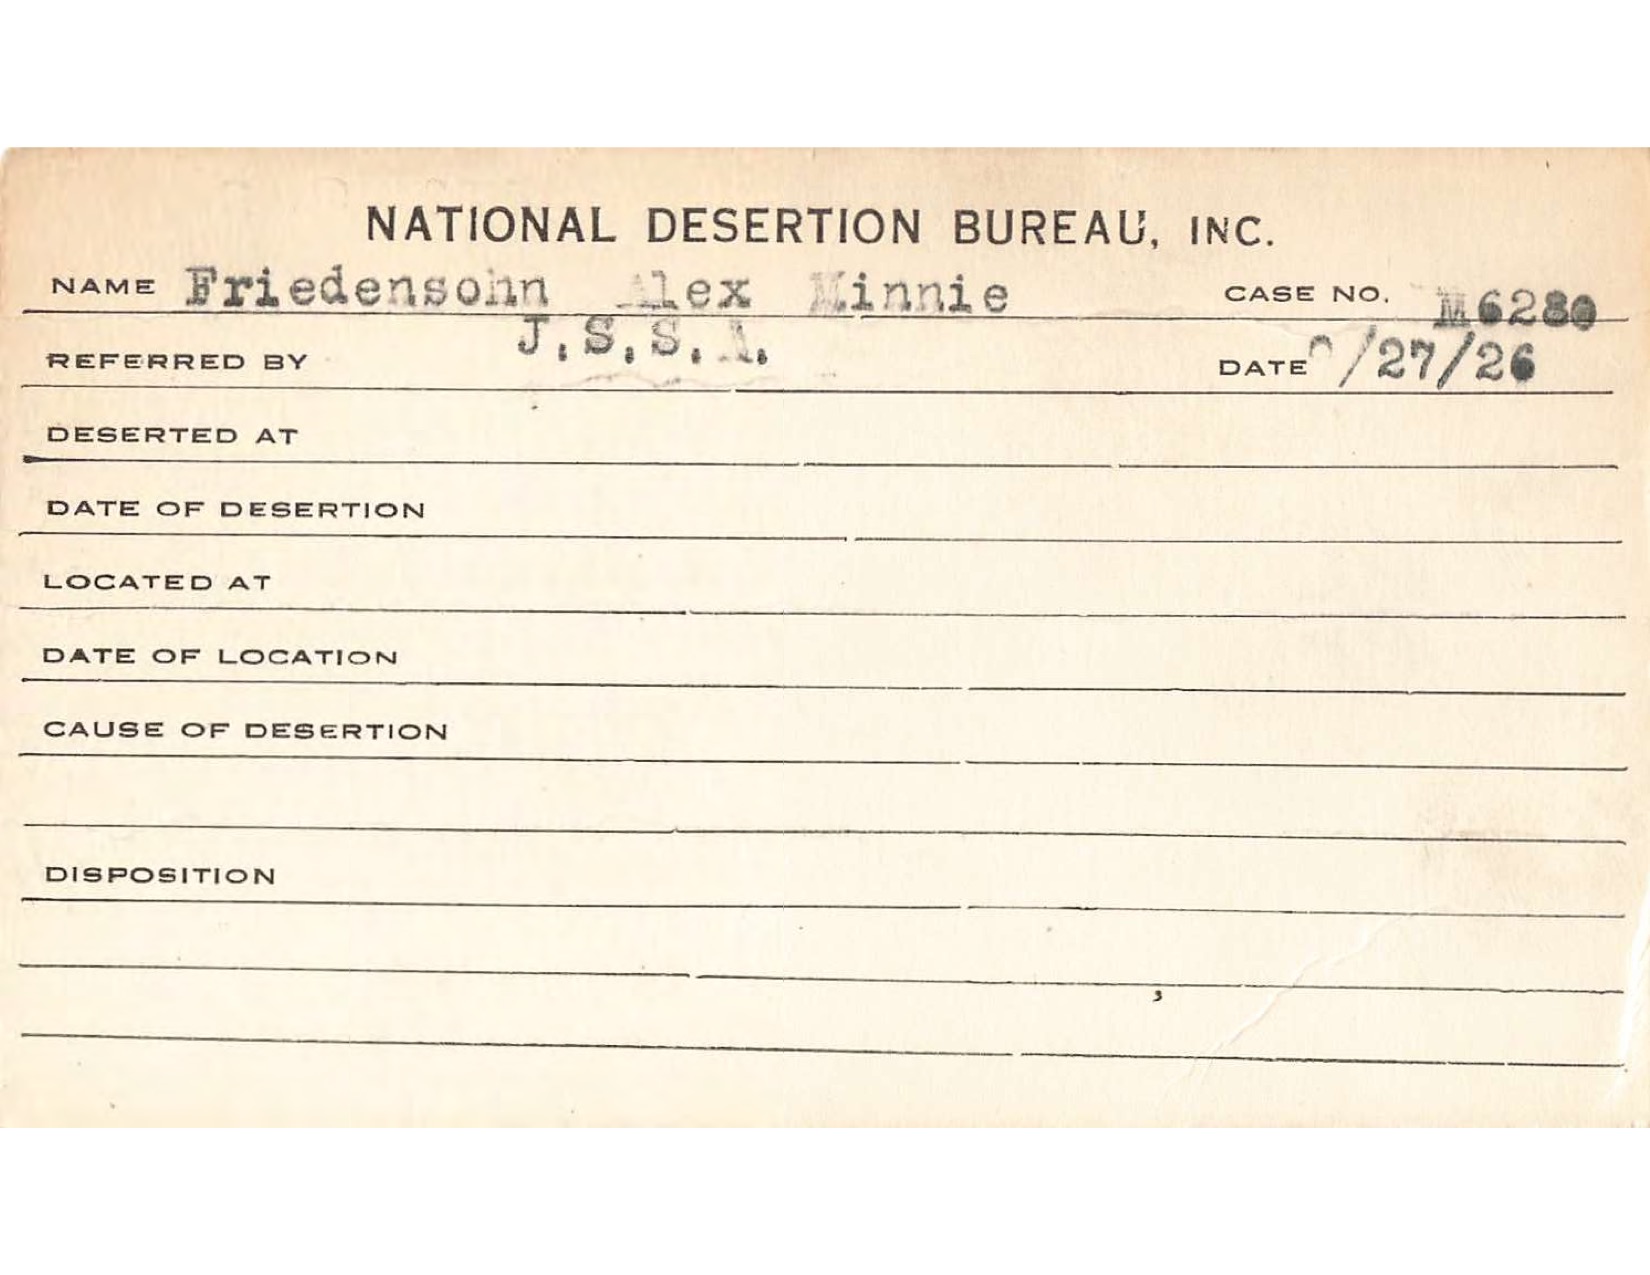 NATIONAL DESERTION BUREAU, INC.
NAME Friedensohn Alex Minnie CASE NO. M6280
REFERRED BY J.S.S.A. DATE /27/26
DESERTED AT
DATE OF DESERTION
LOCATED AT
DATE OF LOCATION
CAUSE OF DESERTION
DISPOSITION